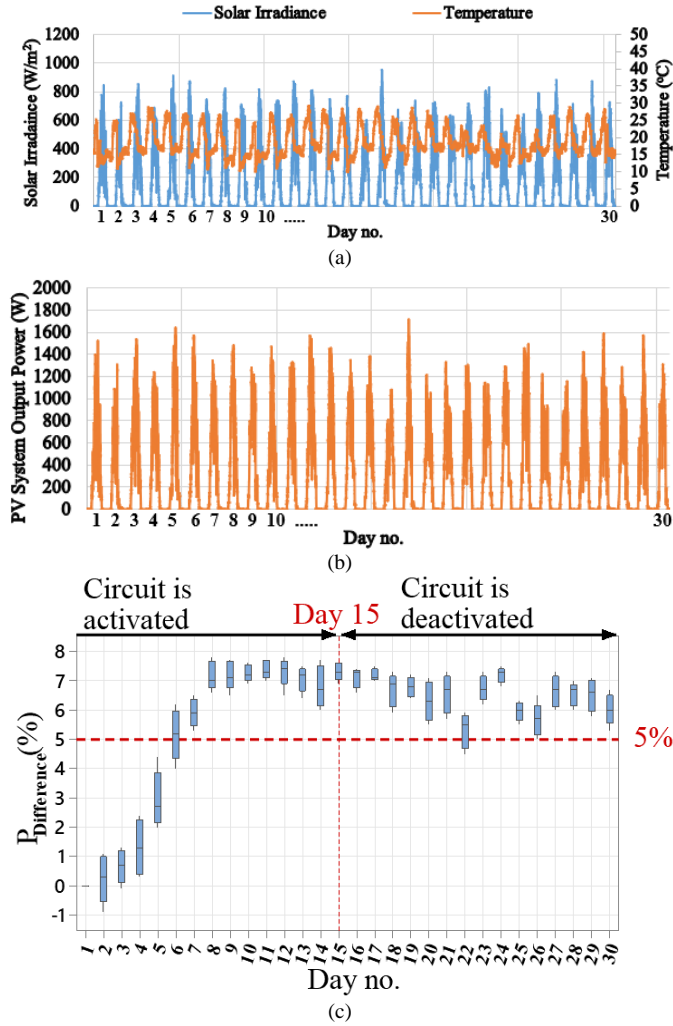 Solar Irradiance Temperature
Solar Irradaince (W/m²)
1200
1000
800
600
400
200
0
50
45
40
35
30
25
20
15
10
5
0
Temperature (ºC)
1 2 3 4 5 6 7 8 9 10 ..... 30
Day no.
(a)
PV System Output Power (W)
2000
1800
1600
1400
1200
1000
800
600
400
200
0
1 2 3 4 5 6 7 8 9 10 ..... 30
Day no.
(b)
Circuit is
activated
Day 15
Circuit is
deactivated
P Difference (%)
8
7
6
5
4
3
2
1
0
-1
5%
1 2 3 4 5 6 7 8 9 10 11 12 13 14 15 16 17 18 19 20 21 22 23 24 25 26 27 28 29 30
Day no.
(c)